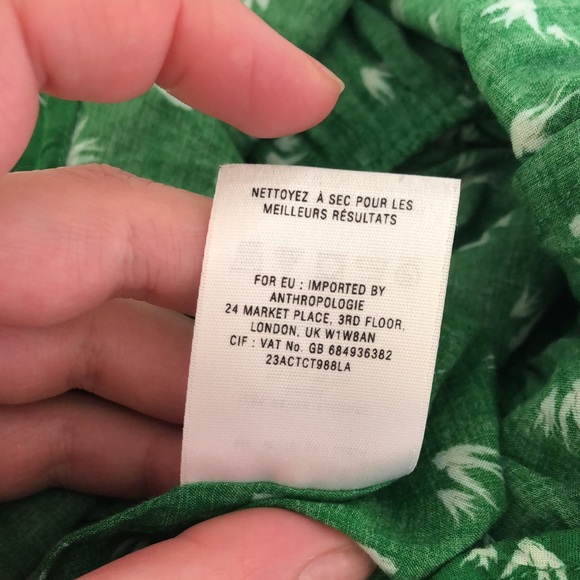 NETTOYEZ À SEC POUR LES
MEILLEURS RÉSULTATS
FOR EU : IMPORTED BY
ANTHROPOLOGIE
24 MARKET PLACE, 3RD FLOOR,
LONDON, UK W1W8AN
CIF : VAT No. GB 684936382
23ACTCT988LA